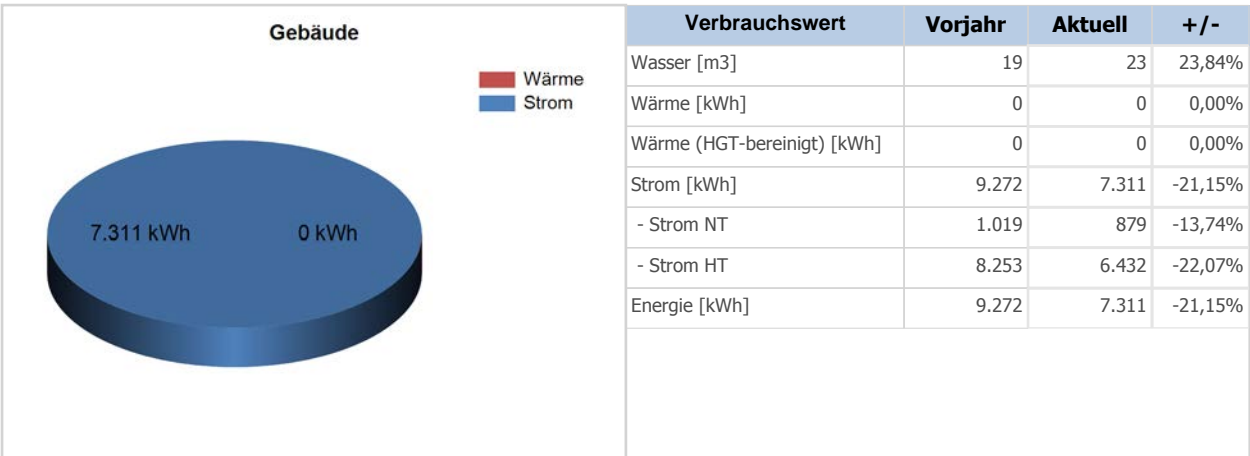 Gebäude
Wärme
Strom
7.311 kWh 0 kWh
Verbrauchswert Vorjahr Aktuell +/-
Wasser [m3] 19 23 23,84%
Wärme [kWh] 0 0 0,00%
Wärme (HGT-bereinigt) [kWh] 0 0 0,00%
Strom [kWh] 9.272 7.311 -21,15%
- Strom NT 1.019 879 -13,74%
- Strom HT 8.253 6.432 -22,07%
Energie [kWh] 9.272 7.311 -21,15%